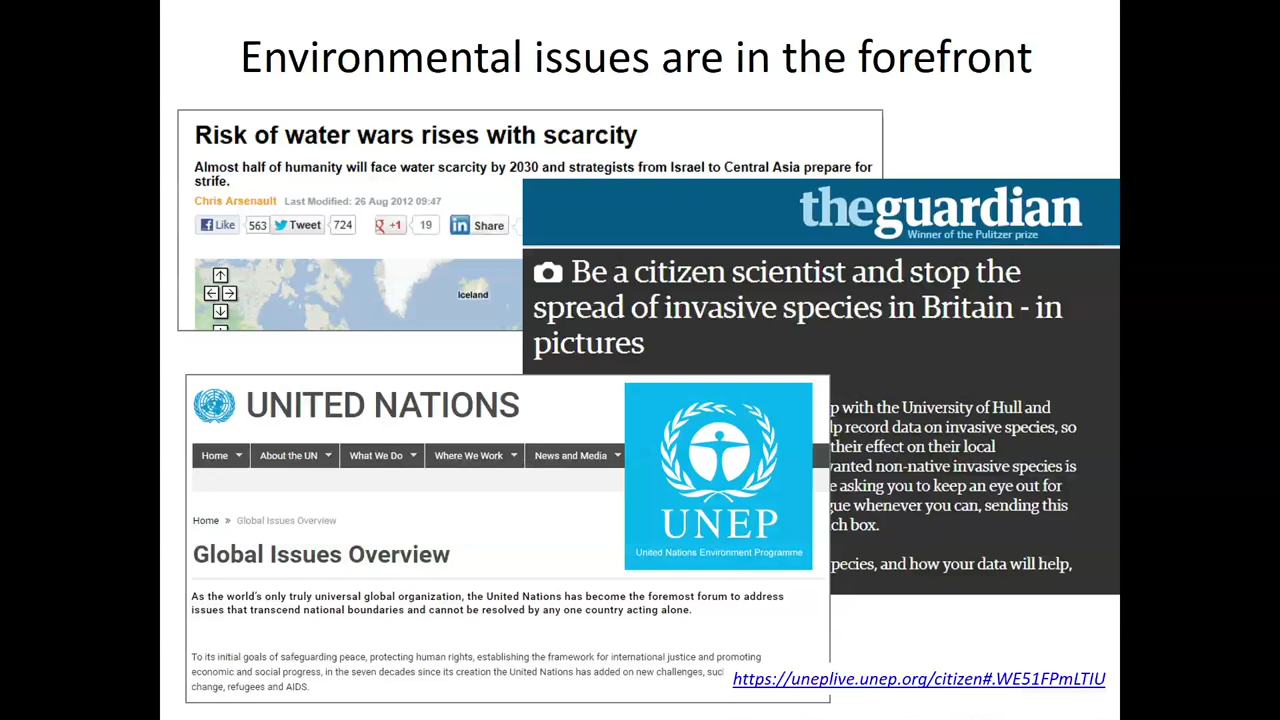 Environmental issues are in the forefront
Risk of water wars rises with scarcity
Almost half of humanity will face water scarcity by 2030 and strategists from Israel to Central Asia prepare for
strife.
Chris Arsenault Last Modified: 26 Aug 2012 09:47
Like 563 Tweet 724 +1 19 in Share
Iceland
theguardian
Winner of the Pulitzer prize
Be a citizen scientist and stop the
spread of invasive species in Britain - in
pictures
p with the University of Hull and
lp record data on invasive species, so
their effect on their local
vanted non-native invasive species is
e asking you to keep an eye out for
gue whenever you can, sending this
ch box.
pecies, and how your data will help,
UNITED NATIONS
Home About the UN What We Do Where We Work News and Media
UNEP
United Nations Environment Programme
Home » Global Issues Overview
Global Issues Overview
As the world's only truly universal global organization, the United Nations has become the foremost forum to address
issues that transcend national boundaries and cannot be resolved by any one country acting alone.
To its initial goals of safeguarding peace, protecting human rights, establishing the framework for international justice and promoting
economic and social progress, in the seven decades since its creation the United Nations has added on new challenges, suc
change, refugees and AIDS.
https://uneplive.unep.org/citizen#.WE51FPmLTIU